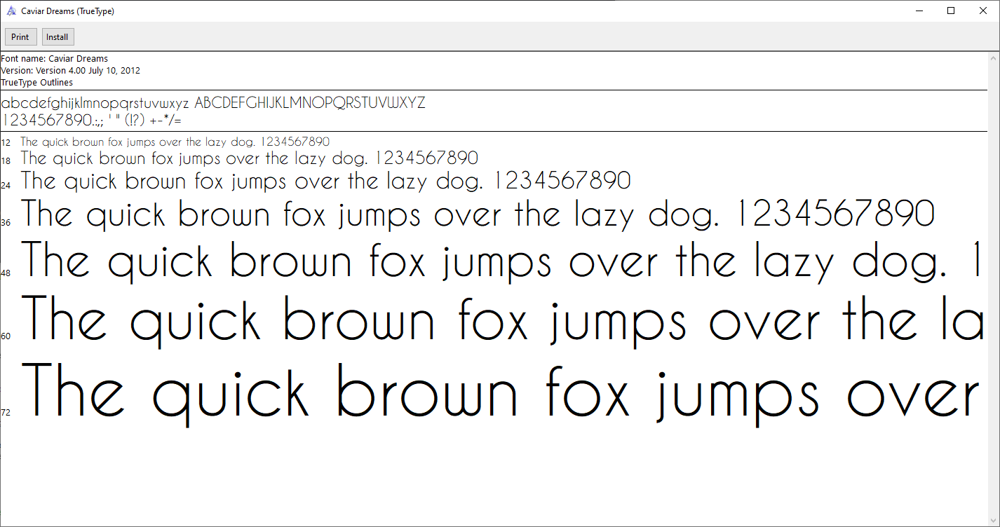 Caviar Dreams (TrueType)
Print Install
Font name: Caviar Dreams
Version: Version 4.00 July 10, 2012
TrueType Outlines
abcdefghijklmnopqrstuvwxyz ABCDEFGHIJKLMNOPQRSTUVWXYZ
1234567890.:,; ' " (!?) +-*/=
12 The quick brown fox jumps over the lazy dog. 1234567890
18 The quick brown fox jumps over the lazy dog. 1234567890
24 The quick brown fox jumps over the lazy dog. 1234567890
36 The quick brown fox jumps over the lazy dog. 1234567890
48 The quick brown fox jumps over the lazy dog. 1
60 The quick brown fox jumps over the la
72 The quick brown fox jumps over